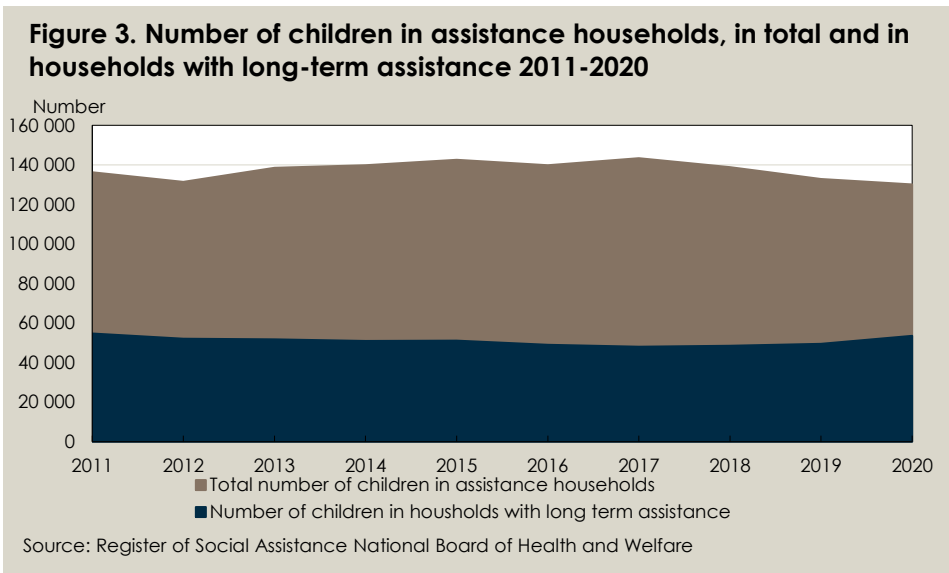 Figure 3. Number of children in assistance households, in total and in
households with long-term assistance 2011-2020
Number
160 000
140 000
120 000
100 000
80 000
60 000
40 000
20 000
0
2011 2012 2013 2014 2015 2016 2017 2018 2019 2020
Total number of children in assistance households
Number of children in housholds with long term assistance
Source: Register of Social Assistance National Board of Health and Welfare